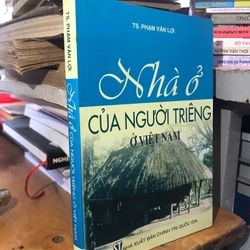 TS. PHẠM VĂN LỢI
Nhà ở
CỦA NGƯỜI TRIÊNG
Ở VIỆT NAM
NHÀ XUẤT BẢN CHÍNH TRỊ QUỐC GIA
TS. PHẠM VĂN LỢI
Nhà ở CỦA NGƯỜI TRIÊNG Ở VIỆT NAM